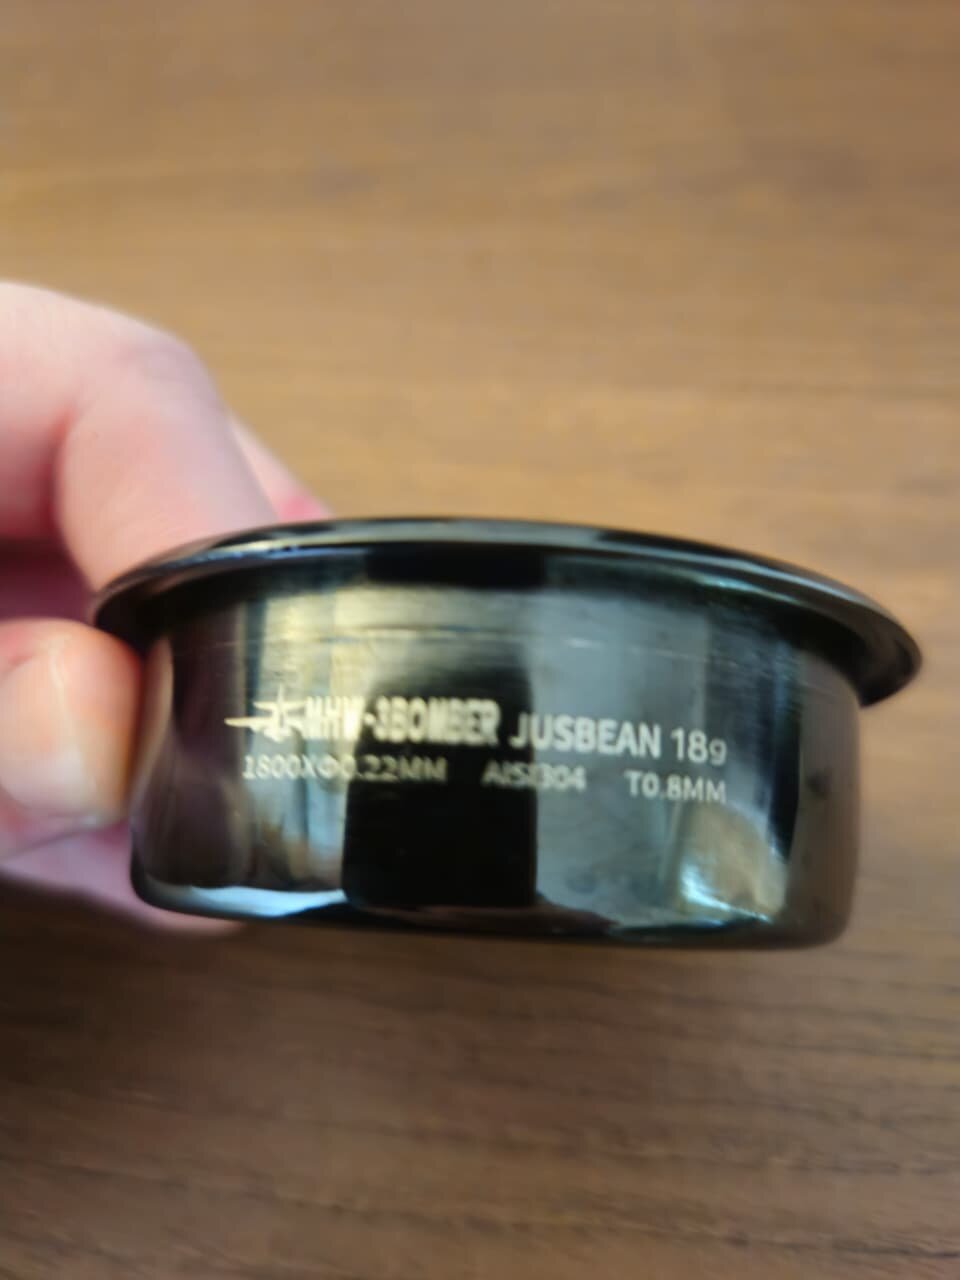 MHW-3BOMBER JUSBEAN 18g
1800XΦ0.22MM AISI304 T0.8MM